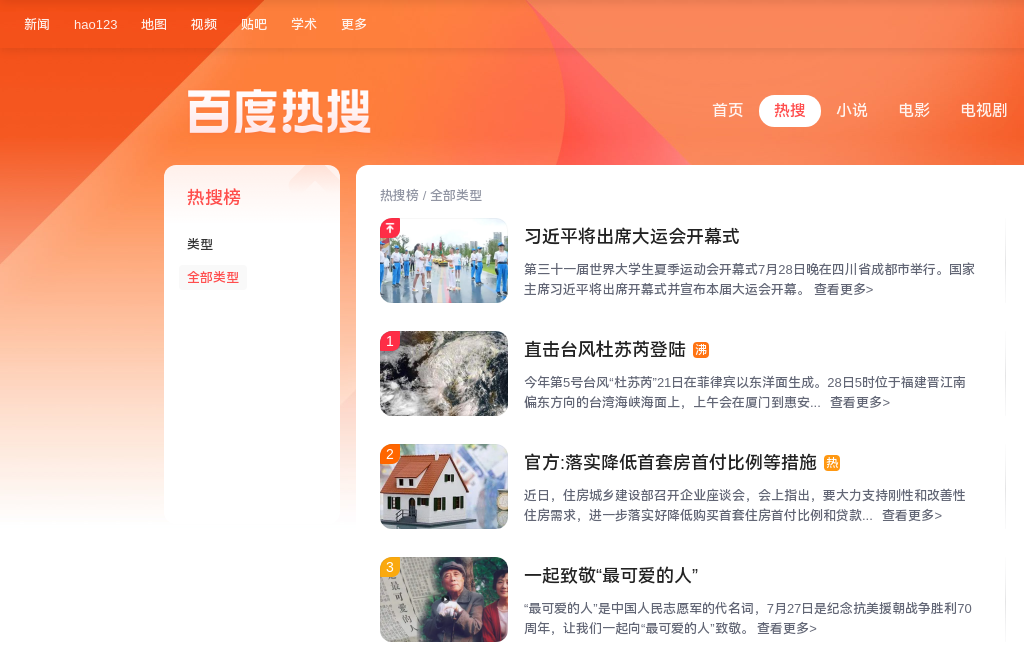 新闻 hao123 地图 视频 贴吧 学术 更多
百度热搜
首页 热搜 小说 电影 电视剧
热搜榜
类型
全部类型
热搜榜 / 全部类型
习近平将出席大运会开幕式
第三十一届世界大学生夏季运动会开幕式7月28日晚在四川省成都市举行。国家
主席习近平将出席开幕式并宣布本届大运会开幕。 查看更多>
1
直击台风杜苏芮登陆 沸
今年第5号台风“杜苏芮”21日在菲律宾以东洋面生成。28日5时位于福建晋江南
偏东方向的台湾海峡海面上，上午会在厦门到惠安... 查看更多>
2
官方:落实降低首套房首付比例等措施 热
近日，住房城乡建设部召开企业座谈会，会上指出，要大力支持刚性和改善性
住房需求，进一步落实好降低购买首套住房首付比例和贷款... 查看更多>
3
最可爱的人
一起致敬“最可爱的人”
“最可爱的人”是中国人民志愿军的代名词，7月27日是纪念抗美援朝战争胜利70
周年，让我们一起向“最可爱的人”致敬。 查看更多>